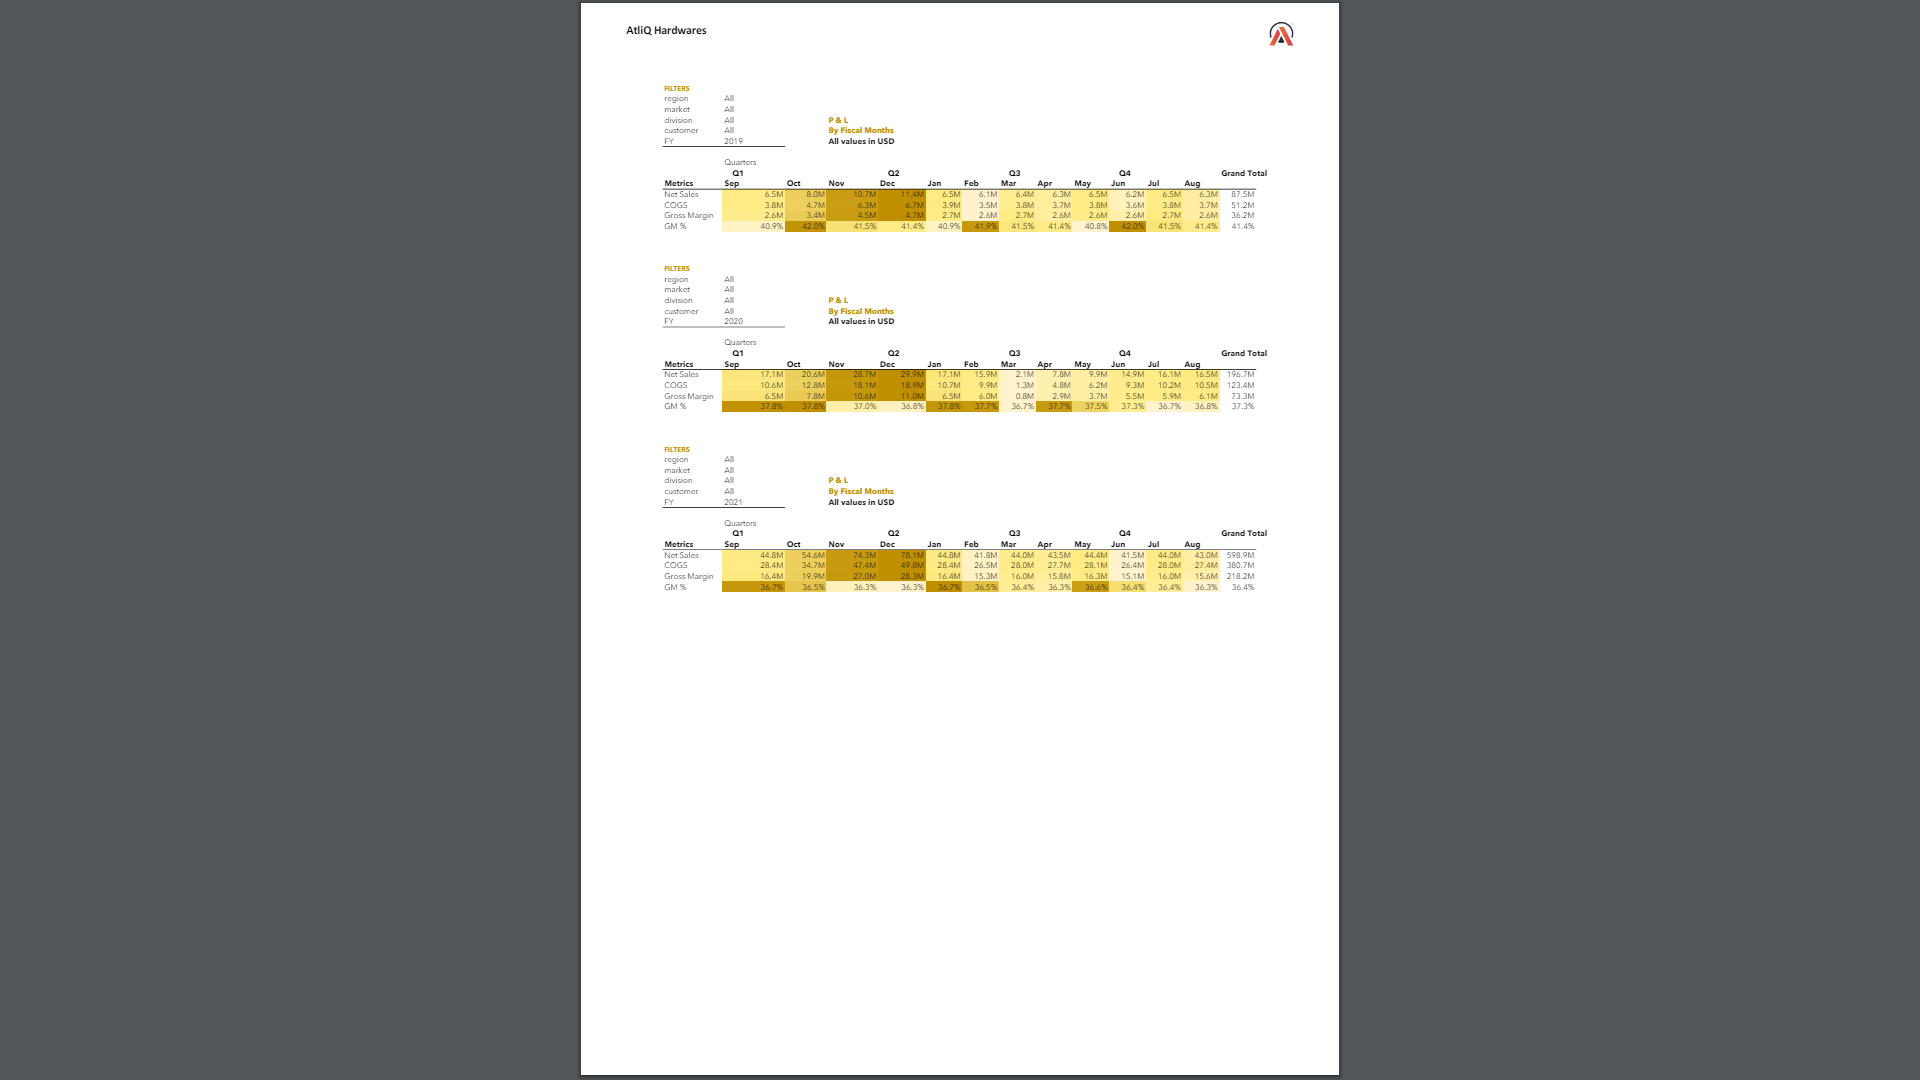 AtliQ Hardwares
FILTERS
region All
market All
division All P & L
customer All By Fiscal Months
FY 2019 All values in USD
Quarters
Q1 Q2 Q3 Q4 Grand Total
Metrics Sep Oct Nov Dec Jan Feb Mar Apr May Jun Jul Aug
Net Sales 6.5M 8.0M 10.7M 11.4M 6.5M 6.1M 6.4M 6.3M 6.5M 6.2M 6.5M 6.3M 87.5M
COGS 3.8M 4.7M 6.3M 6.7M 3.9M 3.5M 3.8M 3.7M 3.8M 3.6M 3.8M 3.7M 51.2M
Gross Margin 2.6M 3.4M 4.5M 4.7M 2.7M 2.6M 2.7M 2.6M 2.6M 2.6M 2.7M 2.6M 36.2M
GM % 40.9% 42.0% 41.5% 41.4% 40.9% 41.9% 41.5% 41.4% 40.8% 42.0% 41.5% 41.4% 41.4%
FILTERS
region All
market All
division All P & L
customer All By Fiscal Months
FY 2020 All values in USD
Quarters
Q1 Q2 Q3 Q4 Grand Total
Metrics Sep Oct Nov Dec Jan Feb Mar Apr May Jun Jul Aug
Net Sales 17.1M 20.6M 28.7M 29.9M 17.1M 15.9M 2.1M 7.8M 9.9M 14.9M 16.1M 16.5M 196.7M
COGS 10.6M 12.8M 18.1M 18.9M 10.7M 9.9M 1.3M 4.8M 6.2M 9.3M 10.2M 10.5M 123.4M
Gross Margin 6.5M 7.8M 10.6M 11.0M 6.5M 6.0M 0.8M 2.9M 3.7M 5.5M 5.9M 6.1M 73.3M
GM % 37.8% 37.8% 37.0% 36.8% 37.8% 37.7% 36.7% 37.7% 37.5% 37.3% 36.7% 36.8% 37.3%
FILTERS
region All
market All
division All P & L
customer All By Fiscal Months
FY 2021 All values in USD
Quarters
Q1 Q2 Q3 Q4 Grand Total
Metrics Sep Oct Nov Dec Jan Feb Mar Apr May Jun Jul Aug
Net Sales 44.8M 54.6M 74.3M 78.1M 44.8M 41.8M 44.0M 43.5M 44.4M 41.5M 44.0M 43.0M 598.9M
COGS 28.4M 34.7M 47.4M 49.8M 28.4M 26.5M 28.0M 27.7M 28.1M 26.4M 28.0M 27.4M 380.7M
Gross Margin 16.4M 19.9M 27.0M 28.3M 16.4M 15.3M 16.0M 15.8M 16.3M 15.1M 16.0M 15.6M 218.2M
GM % 36.7% 36.5% 36.3% 36.3% 36.7% 36.5% 36.4% 36.3% 36.6% 36.4% 36.4% 36.3% 36.4%